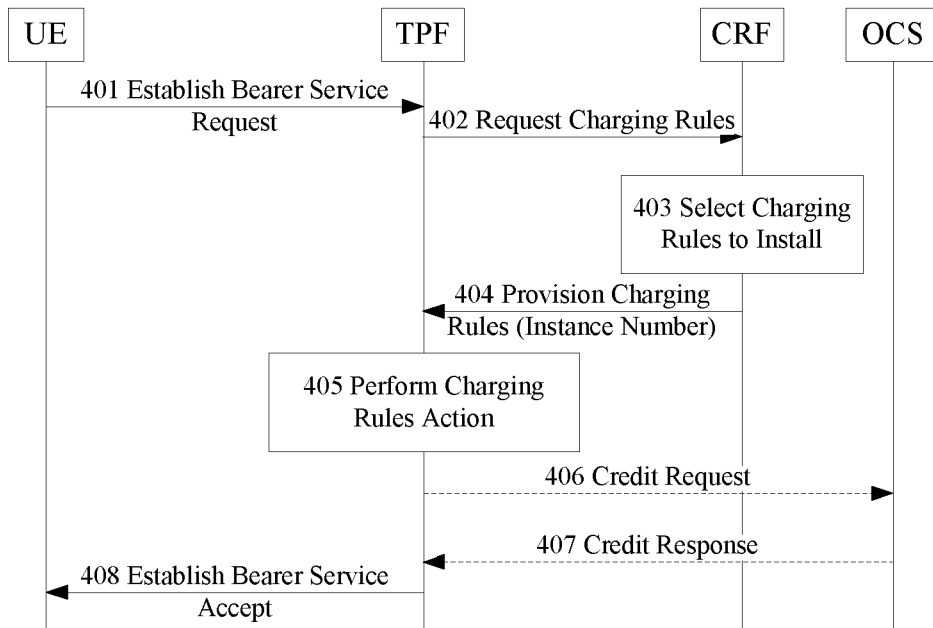 UE
TPF
CRF
OCS
401 Establish Bearer Service
Request
402 Request Charging Rules
403 Select Charging
Rules to Install
404 Provision Charging
Rules (Instance Number)
405 Perform Charging
Rules Action
406 Credit Request
407 Credit Response
408 Establish Bearer Service
Accept